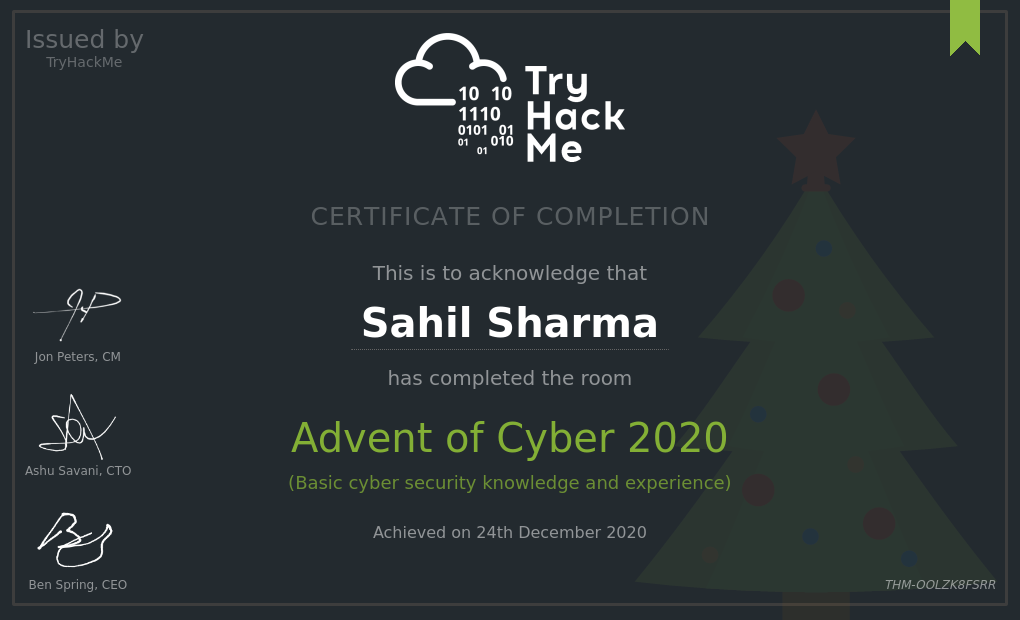 Issued by
TryHackMe
10 10
1110
0101 01
01 010
01
Try
Hack
Me
CERTIFICATE OF COMPLETION
This is to acknowledge that
Sahil Sharma
has completed the room
Advent of Cyber 2020
(Basic cyber security knowledge and experience)
Achieved on 24th December 2020
Jon Peters, CM
Ashu Savani, CTO
Ben Spring, CEO
THM-OOLZK8FSRR